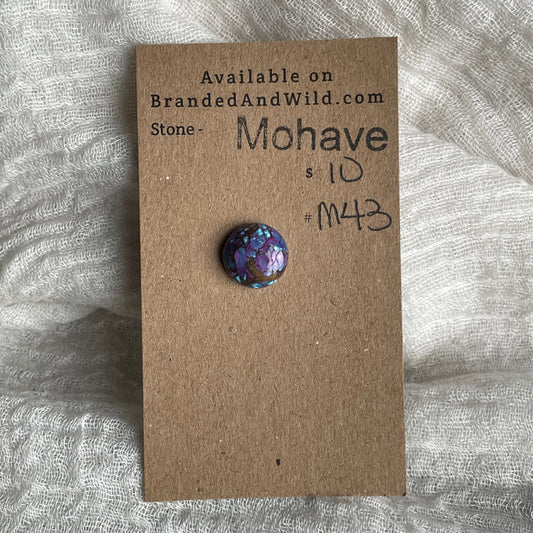 Available on
BrandedAndWild.com
Stone - Mohave
$ 10
# M43